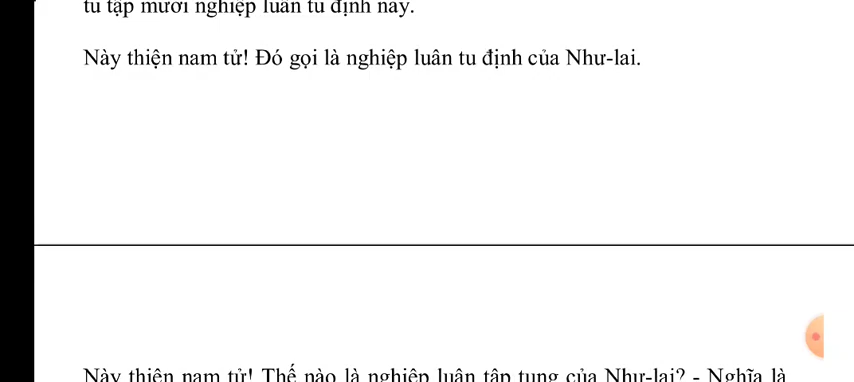 tu tập mười nghiệp luân tu định này.
Này thiện nam tử! Đó gọi là nghiệp luân tu định của Như-lai.
Này thiện nam tử! Thế nào là nghiệp luân tập tụng của Như-lai? - Nghĩa là